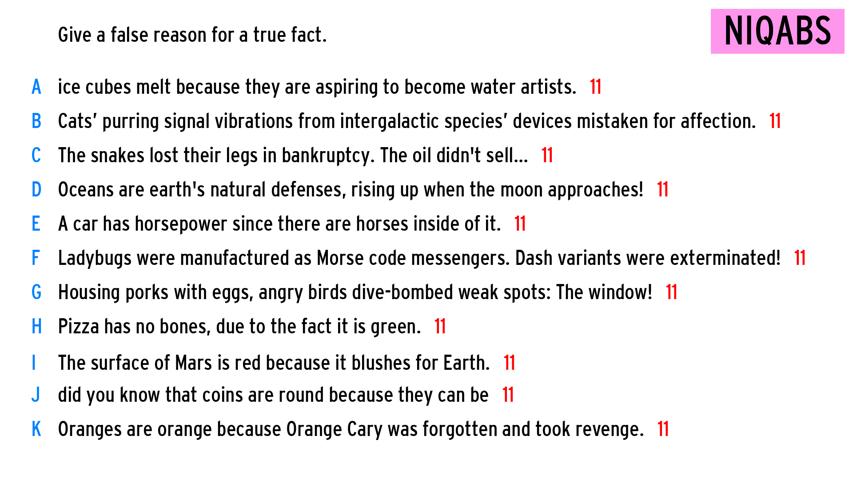 Give a false reason for a true fact.
NIQABS
A ice cubes melt because they are aspiring to become water artists. 11
B Cats' purring signal vibrations from intergalactic species' devices mistaken for affection. 11
C The snakes lost their legs in bankruptcy. The oil didn't sell... 11
D Oceans are earth's natural defenses, rising up when the moon approaches! 11
E A car has horsepower since there are horses inside of it. 11
F Ladybugs were manufactured as Morse code messengers. Dash variants were exterminated! 11
G Housing porks with eggs, angry birds dive-bombed weak spots: The window! 11
H Pizza has no bones, due to the fact it is green. 11
I The surface of Mars is red because it blushes for Earth. 11
J did you know that coins are round because they can be 11
K Oranges are orange because Orange Cary was forgotten and took revenge. 11